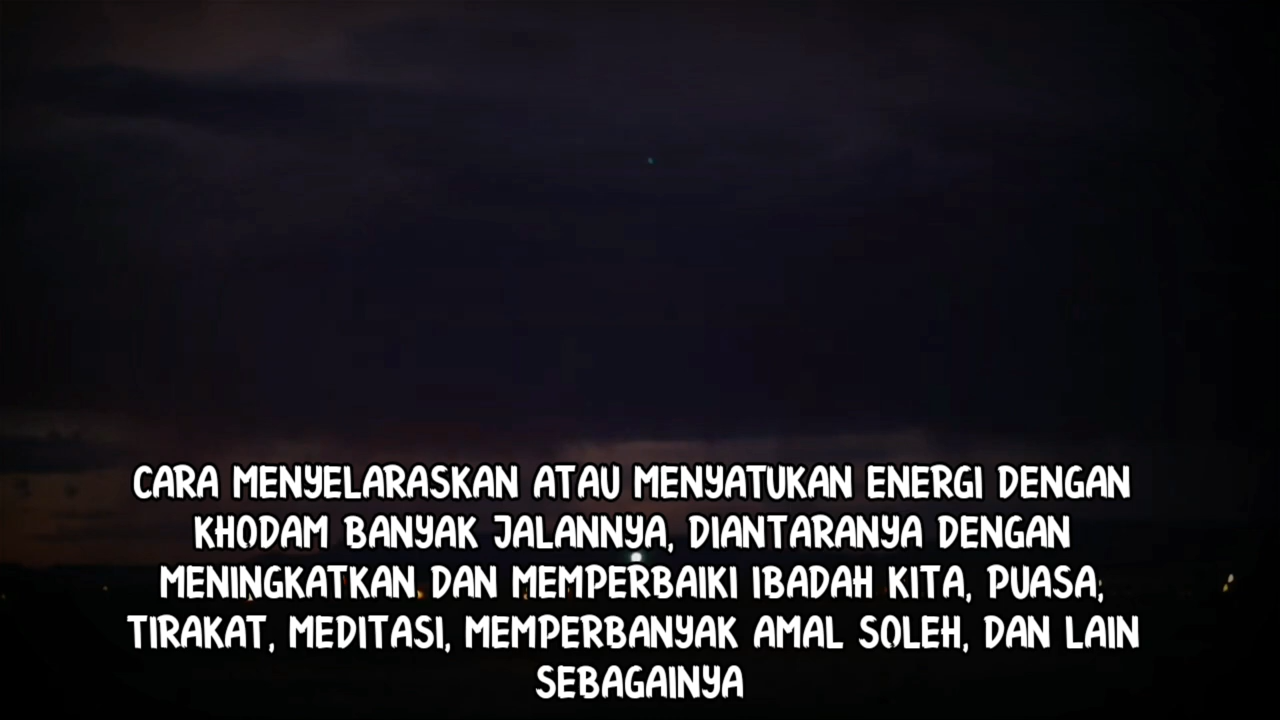 CARA MENYELARASKAN ATAU MENYATUKAN ENERGI DENGAN
KHODAM BANYAK JALANNYA, DIANTARANYA DENGAN
MENINGKATKAN DAN MEMPERBAIKI IBADAH KITA, PUASA,
TIRAKAT, MEDITASI, MEMPERBANYAK AMAL SOLEH, DAN LAIN
SEBAGAINYA